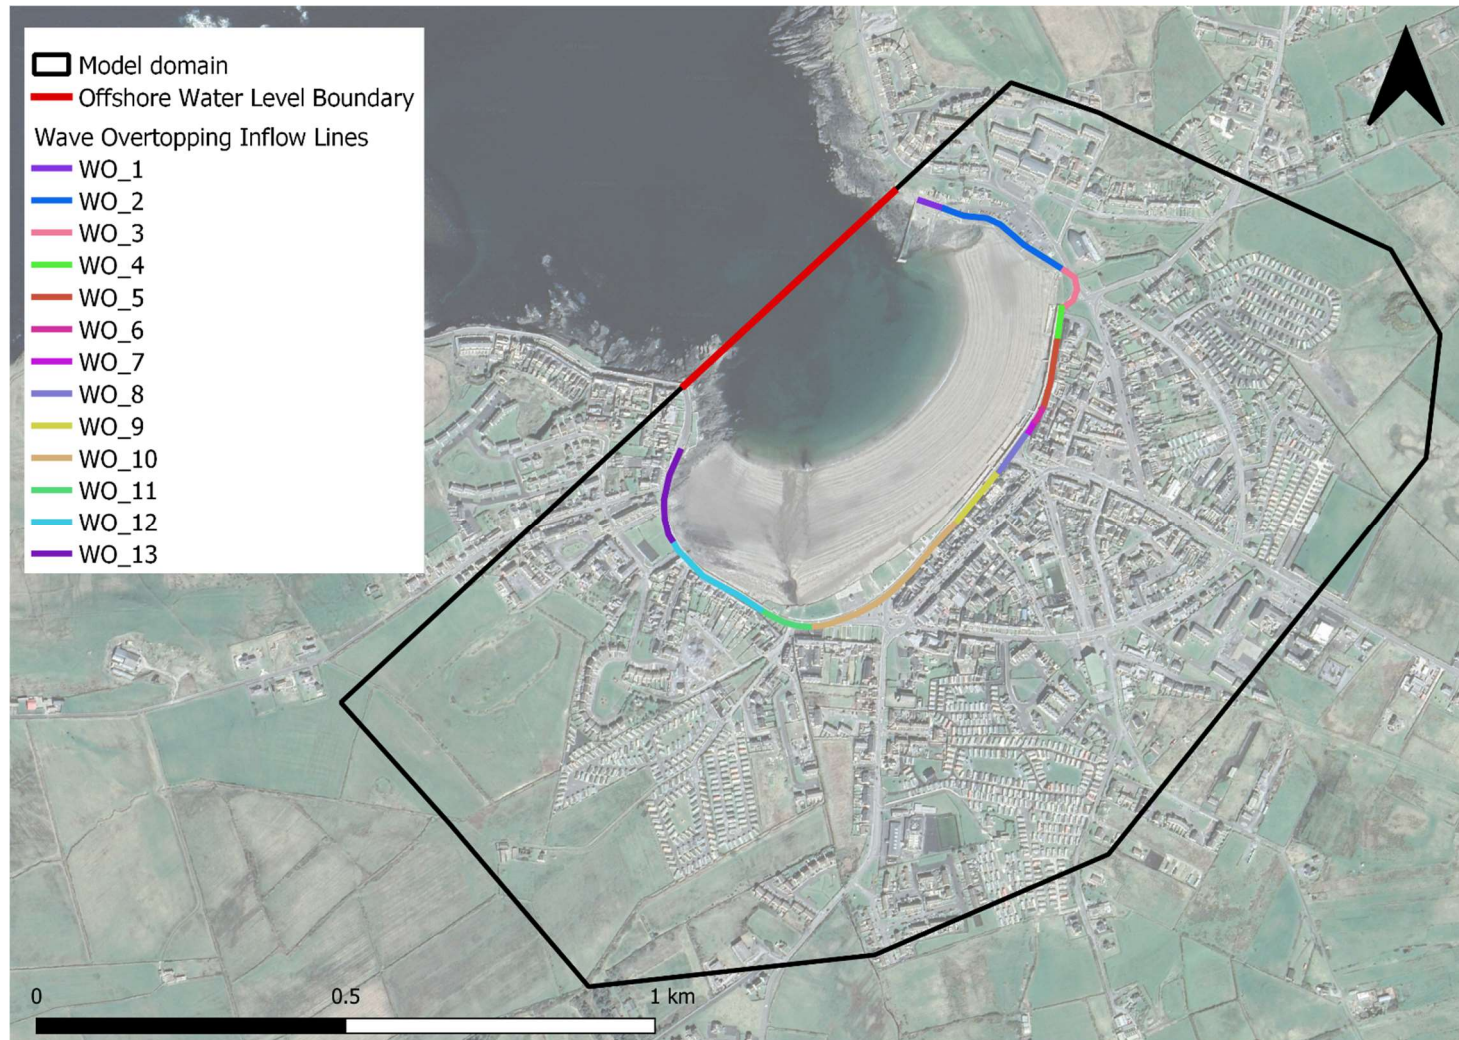 Model domain
Offshore Water Level Boundary
Wave Overtopping Inflow Lines
WO_1
WO_2
WO_3
WO_4
WO_5
WO_6
WO_7
WO_8
WO_9
WO_10
WO_11
WO_12
WO_13
0 0.5 1 km